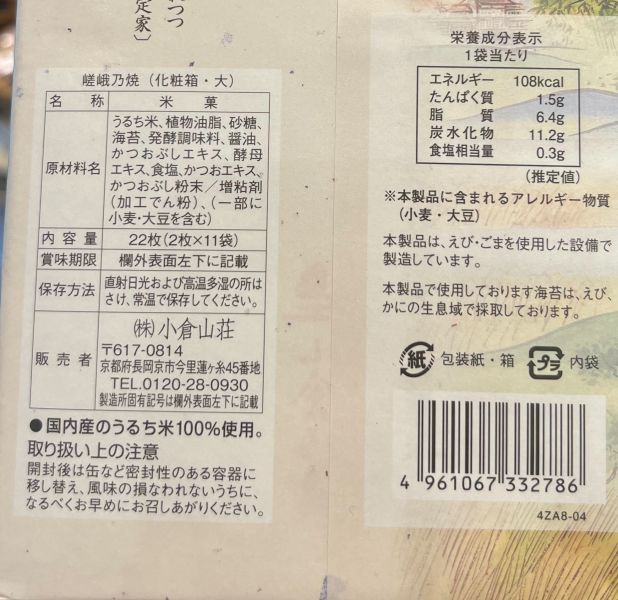 つつ
定家〕
嵯峨乃焼（化粧箱・大）
名　称　米　菓
原材料名　うるち米、植物油脂、砂糖、
海苔、発酵調味料、醤油、
かつおぶしエキス、酵母
エキス、食塩、かつおエキス、
かつおぶし粉末／増粘剤
（加工でん粉）、（一部に
小麦・大豆を含む）
内 容 量　22枚（2枚×11袋）
賞味期限　欄外表面左下に記載
保存方法　直射日光および高温多湿の所は
さけ、常温で保存してください。
販 売 者　㈱小倉山荘
〒617-0814
京都府長岡京市今里蓮ヶ糸45番地
TEL.0120-28-0930
製造所固有記号は欄外表面左下に記載
●国内産のうるち米100%使用。
取り扱い上の注意
開封後は缶など密封性のある容器に
移し替え、風味の損なわれないうちに、
なるべくお早めにお召しあがりください。
栄養成分表示
1袋当たり
エネルギー　108kcal
たんぱく質　1.5g
脂　質　6.4g
炭水化物　11.2g
食塩相当量　0.3g
（推定値）
※本製品に含まれるアレルギー物質
（小麦・大豆）
本製品は、えび・ごまを使用した設備で
製造しています。
本製品で使用しております海苔は、えび、
かにの生息域で採取しております。
紙 包装紙・箱 プラ 内袋
4 961067 332786
4ZA8-04